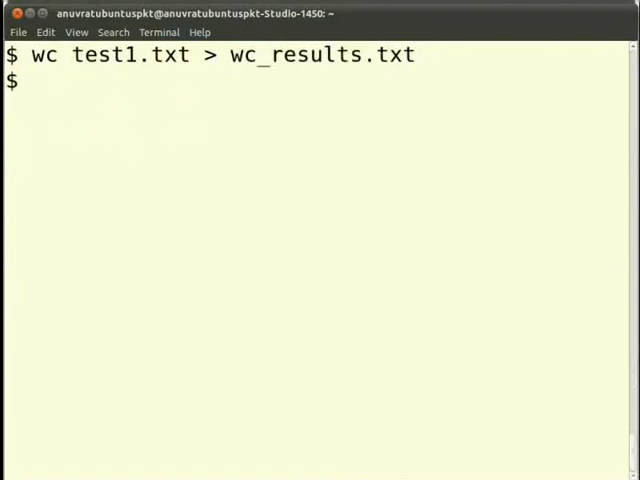 anuvratubuntuspkt@anuvratubuntuspkt-Studio-1450: ~
File Edit View Search Terminal Help
$ wc test1.txt > wc_results.txt
$